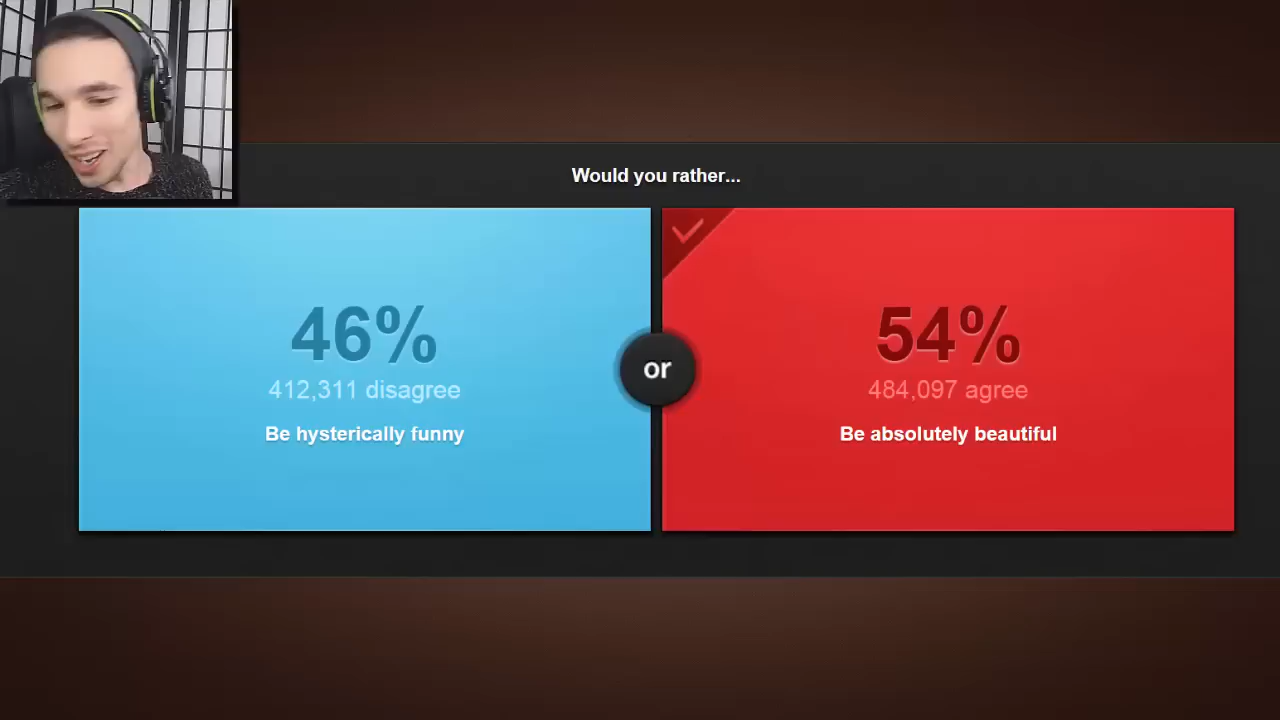 Would you rather...
46%
412,311 disagree
Be hysterically funny
or
54%
484,097 agree
Be absolutely beautiful